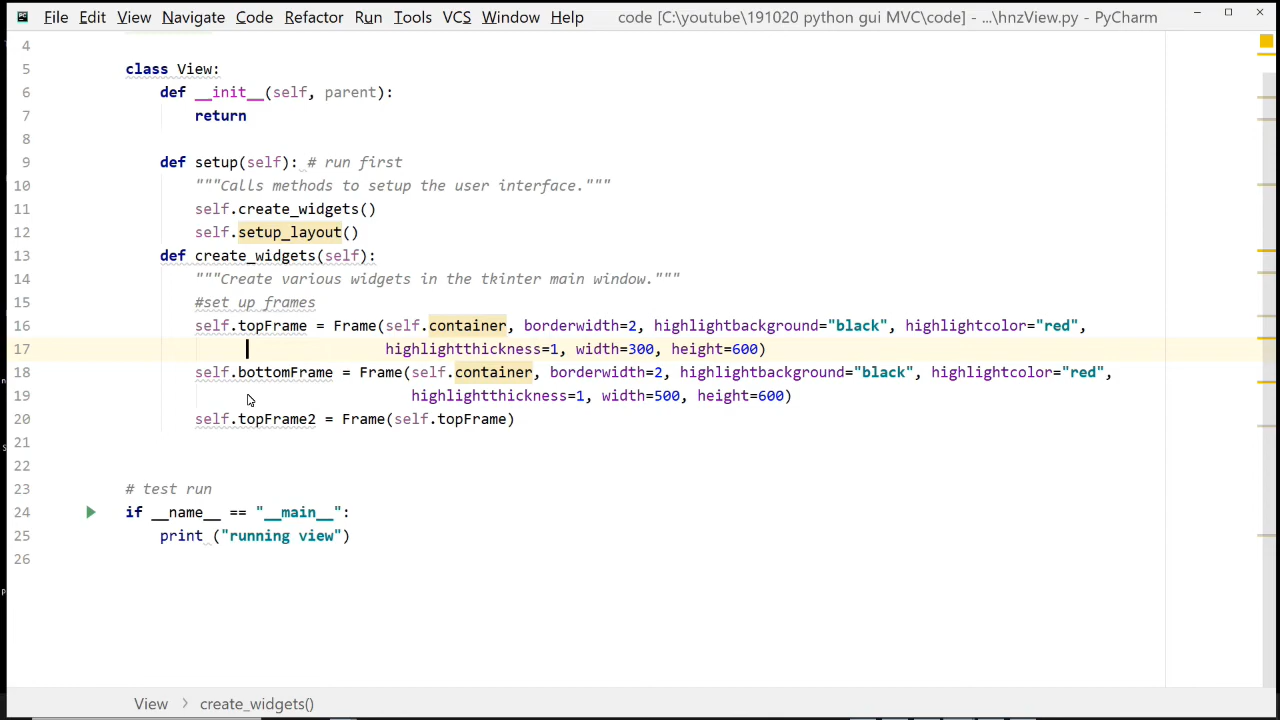 File Edit View Navigate Code Refactor Run Tools VCS Window Help code [C:\youtube\191020 python gui MVC\code] - ...\hnzView.py - PyCharm
4
5 class View:
6 def __init__(self, parent):
7 return
8
9 def setup(self): # run first
10 """Calls methods to setup the user interface."""
11 self.create_widgets()
12 self.setup_layout()
13 def create_widgets(self):
14 """Create various widgets in the tkinter main window."""
15 #set up frames
16 self.topFrame = Frame(self.container, borderwidth=2, highlightbackground="black", highlightcolor="red",
17 highlightthickness=1, width=300, height=600)
18 self.bottomFrame = Frame(self.container, borderwidth=2, highlightbackground="black", highlightcolor="red",
19 highlightthickness=1, width=500, height=600)
20 self.topFrame2 = Frame(self.topFrame)
21
22
23 # test run
24 if __name__ == "__main__":
25 print ("running view")
26
View > create_widgets()